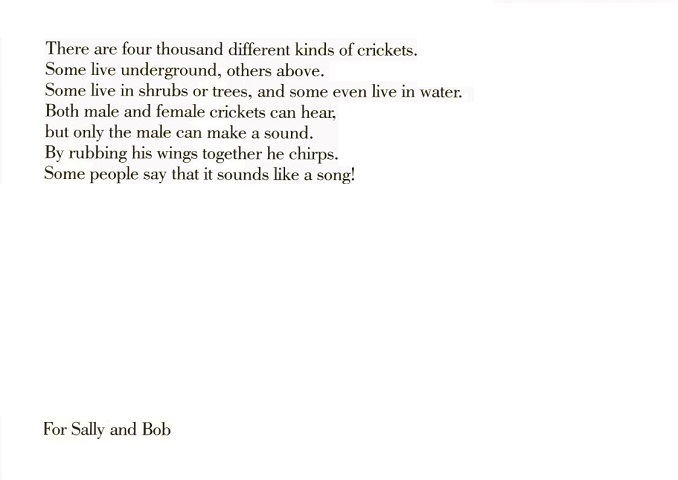 There are four thousand different kinds of crickets.
Some live underground, others above.
Some live in shrubs or trees, and some even live in water.
Both male and female crickets can hear,
but only the male can make a sound.
By rubbing his wings together he chirps.
Some people say that it sounds like a song!
For Sally and Bob